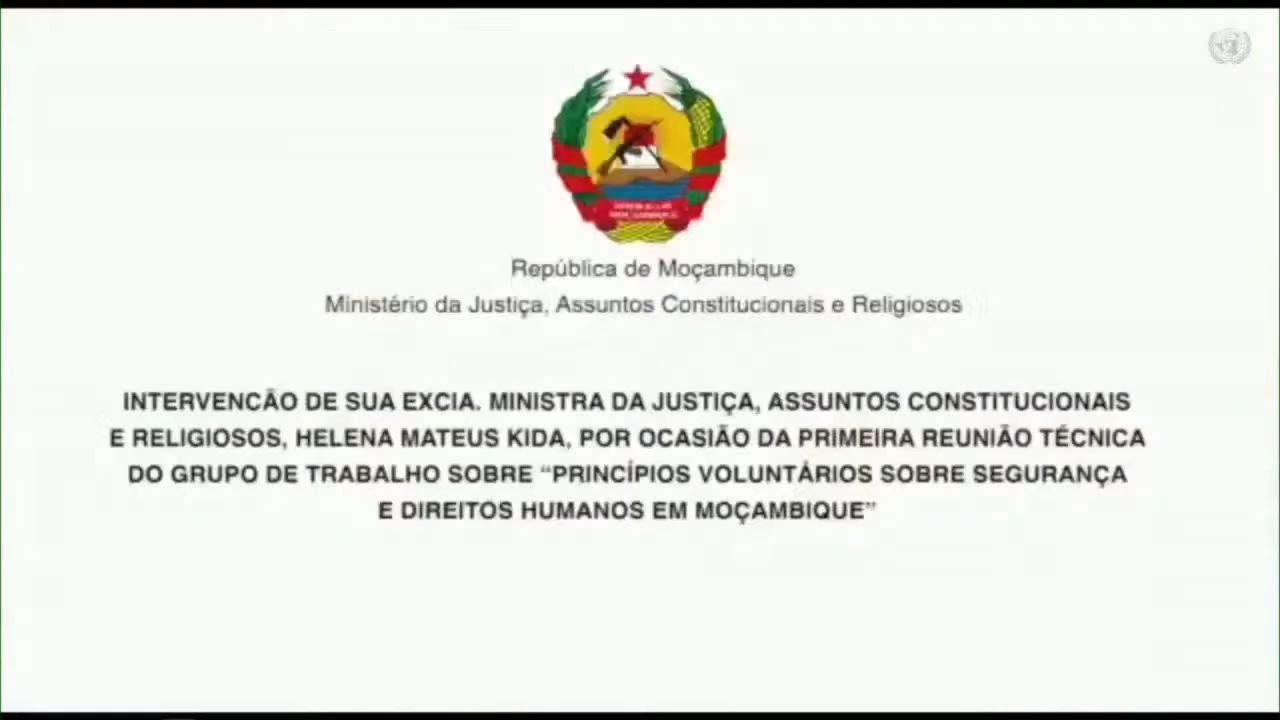 República de Moçambique
Ministério da Justiça, Assuntos Constitucionais e Religiosos
INTERVENCÃO DE SUA EXCIA. MINISTRA DA JUSTIÇA, ASSUNTOS CONSTITUCIONAIS
E RELIGIOSOS, HELENA MATEUS KIDA, POR OCASIÃO DA PRIMEIRA REUNIÃO TÉCNICA
DO GRUPO DE TRABALHO SOBRE “PRINCÍPIOS VOLUNTÁRIOS SOBRE SEGURANÇA
E DIREITOS HUMANOS EM MOÇAMBIQUE”